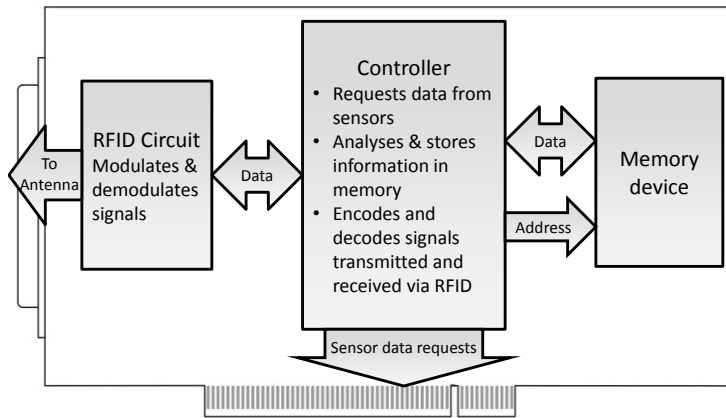 To
Antenna
RFID Circuit
Modulates &
demodulates
signals
Data
Controller
• Requests data from
sensors
• Analyses & stores
information in
memory
• Encodes and
decodes signals
transmitted and
received via RFID
Data
Address
Memory
device
Sensor data requests